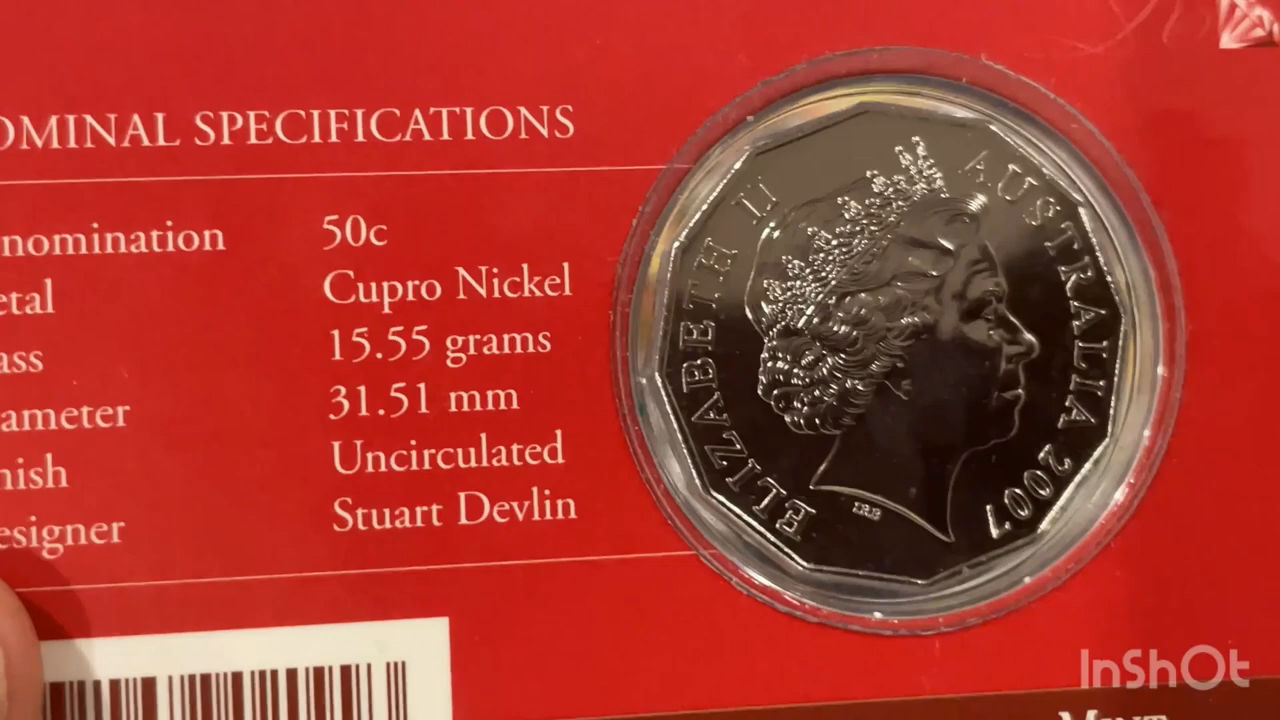 OMINAL SPECIFICATIONS
nomination 50c
etal Cupro Nickel
ass 15.55 grams
ameter 31.51 mm
nish Uncirculated
esigner Stuart Devlin
ELIZABETH II AUSTRALIA 2007
IRB
InShOt
MINT